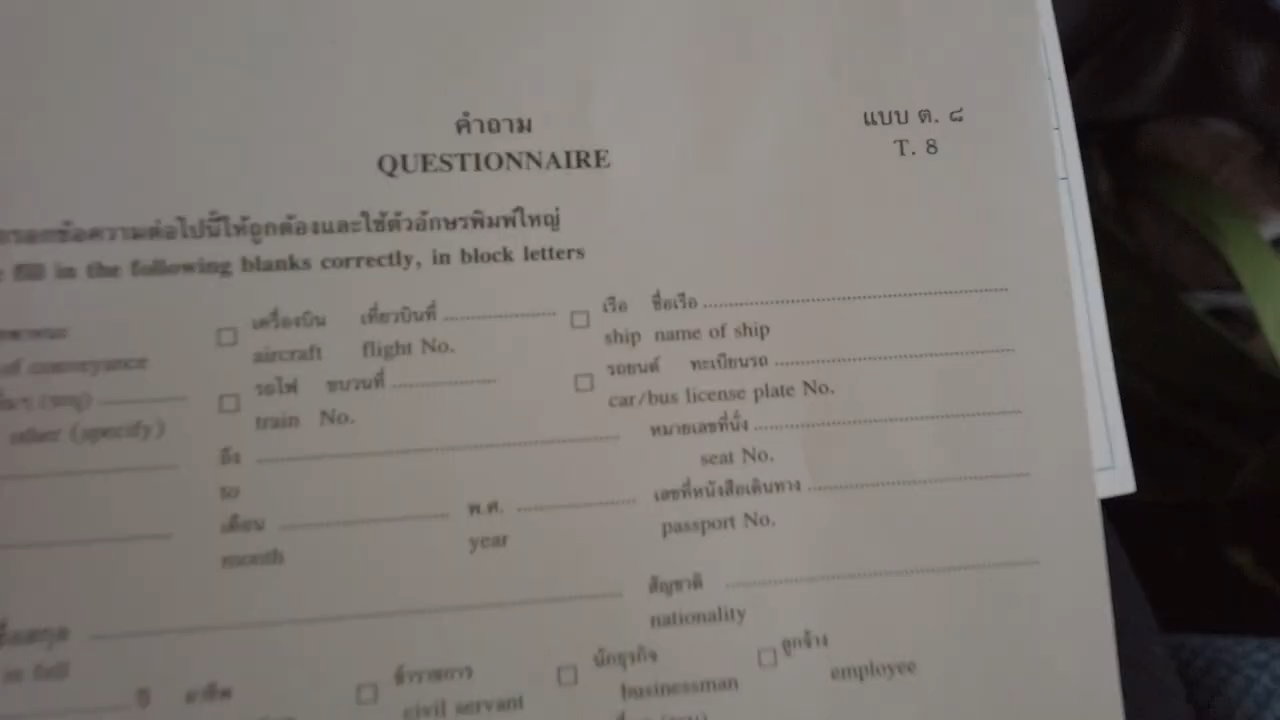 คำถาม
แบบ ต. ๘
QUESTIONNAIRE
T. 8
กรอกข้อความต่อไปนี้ให้ถูกต้องและใช้ตัวอักษรพิมพ์ใหญ่
fill in the following blanks correctly, in block letters
เครื่องบิน เที่ยวบินที่ เรือ ชื่อเรือ
of conveyance aircraft flight No. ship name of ship
รถไฟ ขบวนที่ รถยนต์ ทะเบียนรถ
other (specify) train No. car/bus license plate No.
ถึง หมายเลขที่นั่ง
to seat No.
เดือน พ.ศ. เลขที่หนังสือเดินทาง
month year passport No.
สัญชาติ
in full nationality
ปี อาชีพ ข้าราชการ นักธุรกิจ ลูกจ้าง
civil servant businessman employee